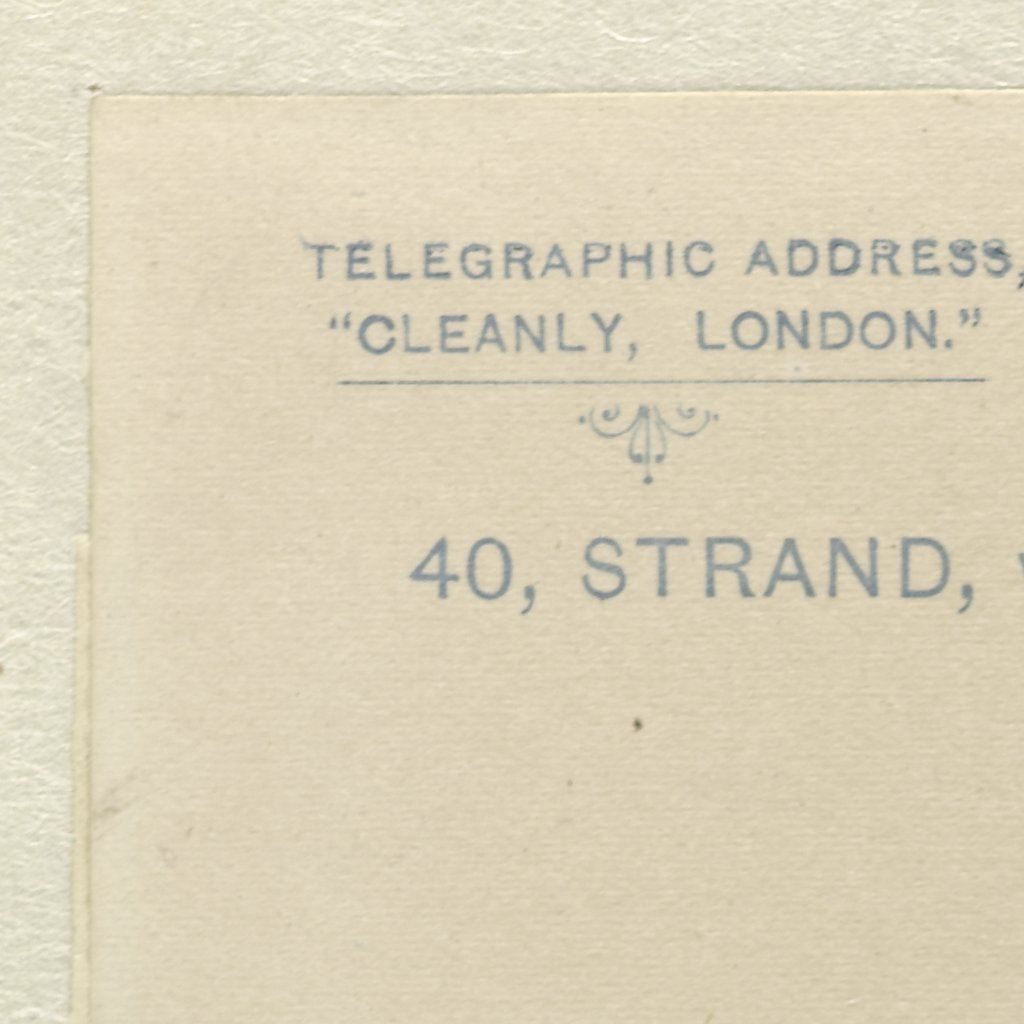 TELEGRAPHIC ADDRESS,
“CLEANLY, LONDON.”
40, STRAND,